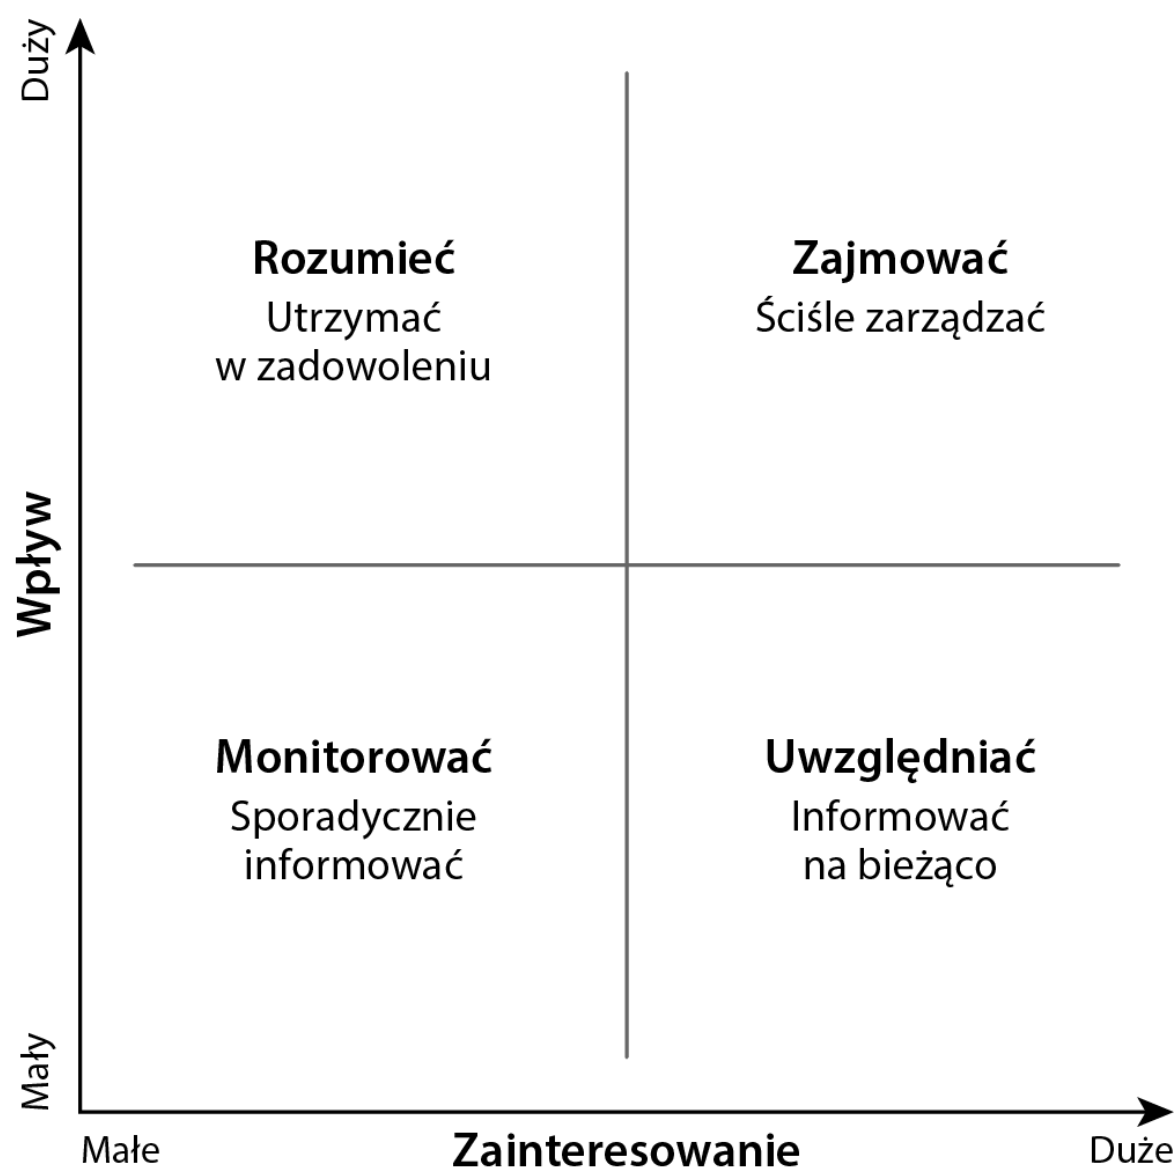 Duży
Rozumieć
Utrzymać
w zadowoleniu
Zajmować
Ściśle zarządzać
Wpływ
Monitorować
Sporadycznie
informować
Uwzględniać
Informować
na bieżąco
Mały
Małe
Zainteresowanie
Duże